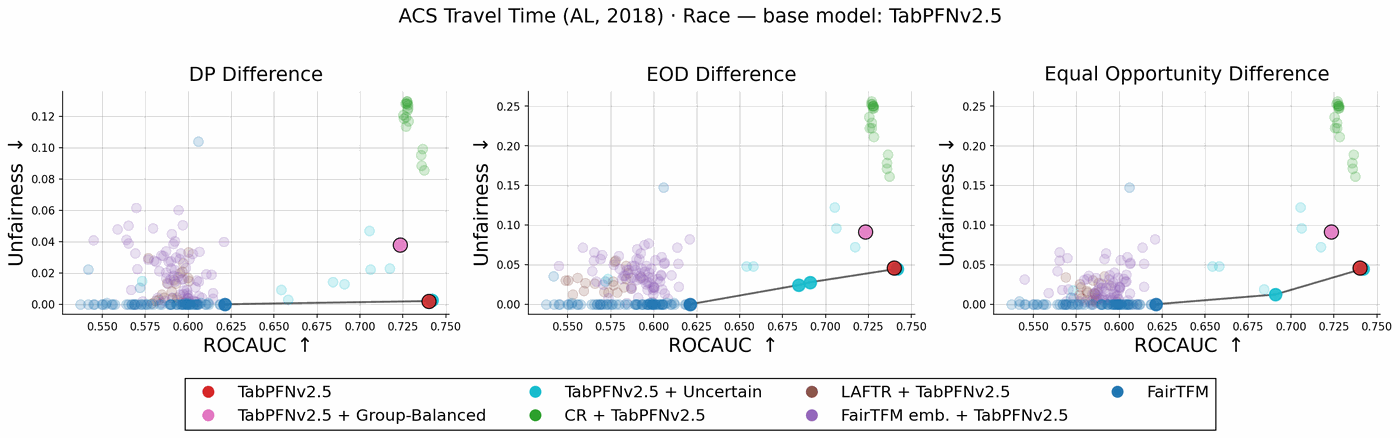 ACS Travel Time (AL, 2018) · Race — base model: TabPFNv2.5
DP Difference
EOD Difference
Equal Opportunity Difference
Unfairness ↓
0.12
0.10
0.08
0.06
0.04
0.02
0.00
0.550 0.575 0.600 0.625 0.650 0.675 0.700 0.725 0.750
ROCAUC ↑
Unfairness ↓
0.25
0.20
0.15
0.10
0.05
0.00
0.550 0.575 0.600 0.625 0.650 0.675 0.700 0.725 0.750
ROCAUC ↑
Unfairness ↓
0.25
0.20
0.15
0.10
0.05
0.00
0.550 0.575 0.600 0.625 0.650 0.675 0.700 0.725 0.750
ROCAUC ↑
TabPFNv2.5
TabPFNv2.5 + Group-Balanced
TabPFNv2.5 + Uncertain
CR + TabPFNv2.5
LAFTR + TabPFNv2.5
FairTFM emb. + TabPFNv2.5
FairTFM